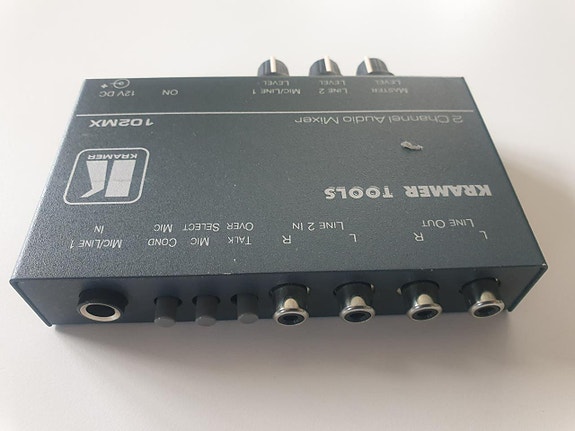 L R L R TALK MIC COND MIC/LINE 1
LINE OUT LINE 2 IN OVER SELECT MIC IN
KRAMER TOOLS
K
KRAMER
2 Channel Audio Mixer 102MX
MASTER LINE 2 MIC/LINE 1 ON 12V DC
LEVEL LEVEL LEVEL